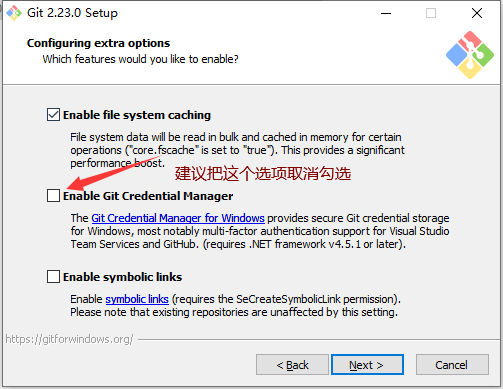 Git 2.23.0 Setup
Configuring extra options
Which features would you like to enable?
Enable file system caching
File system data will be read in bulk and cached in memory for certain
operations ("core.fscache" is set to "true"). This provides a significant
performance boost.
建议把这个选项取消勾选
Enable Git Credential Manager
The Git Credential Manager for Windows provides secure Git credential storage
for Windows, most notably multi-factor authentication support for Visual Studio
Team Services and GitHub. (requires .NET framework v4.5.1 or later).
Enable symbolic links
Enable symbolic links (requires the SeCreateSymbolicLink permission).
Please note that existing repositories are unaffected by this setting.
https://gitforwindows.org/
< Back
Next >
Cancel